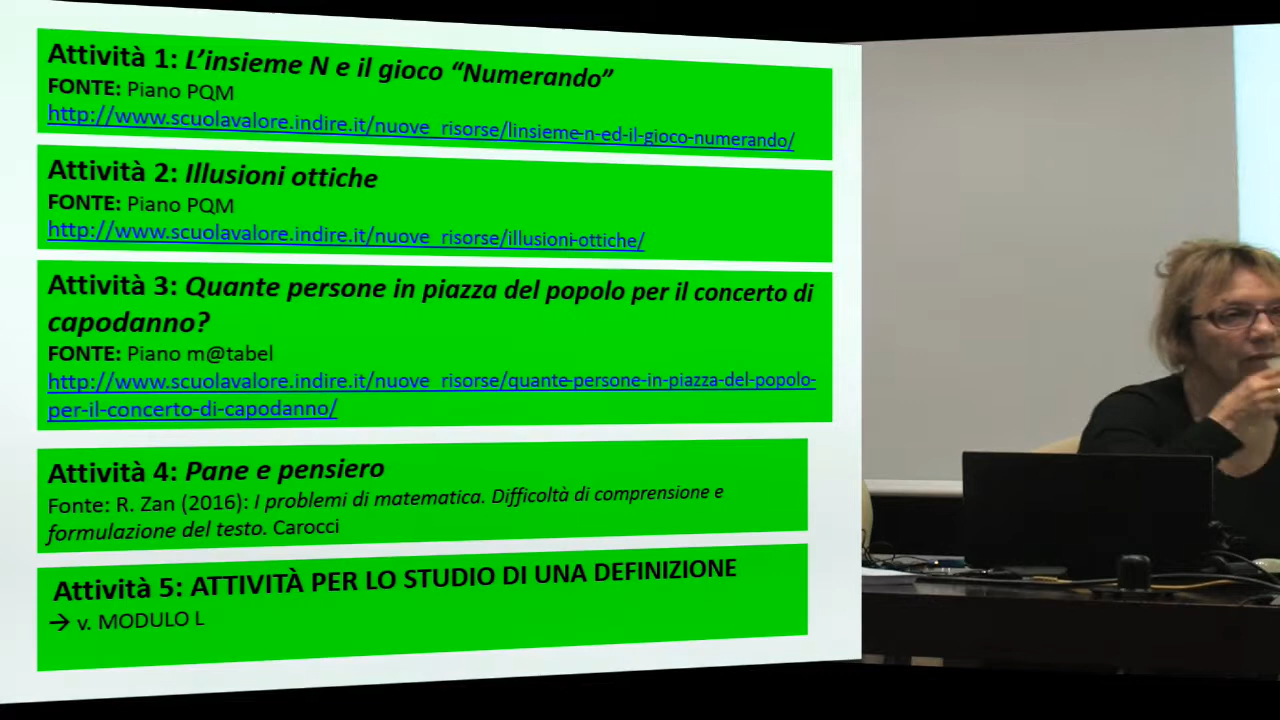 Attività 1: L'insieme N e il gioco “Numerando”
FONTE: Piano PQM
http://www.scuolavalore.indire.it/nuove_risorse/linsieme-n-ed-il-gioco-numerando/
Attività 2: Illusioni ottiche
FONTE: Piano PQM
http://www.scuolavalore.indire.it/nuove_risorse/illusioni-ottiche/
Attività 3: Quante persone in piazza del popolo per il concerto di
capodanno?
FONTE: Piano m@tabel
http://www.scuolavalore.indire.it/nuove_risorse/quante-persone-in-piazza-del-popolo-
per-il-concerto-di-capodanno/
Attività 4: Pane e pensiero
Fonte: R. Zan (2016): I problemi di matematica. Difficoltà di comprensione e
formulazione del testo. Carocci
Attività 5: ATTIVITÀ PER LO STUDIO DI UNA DEFINIZIONE
→ v. MODULO L